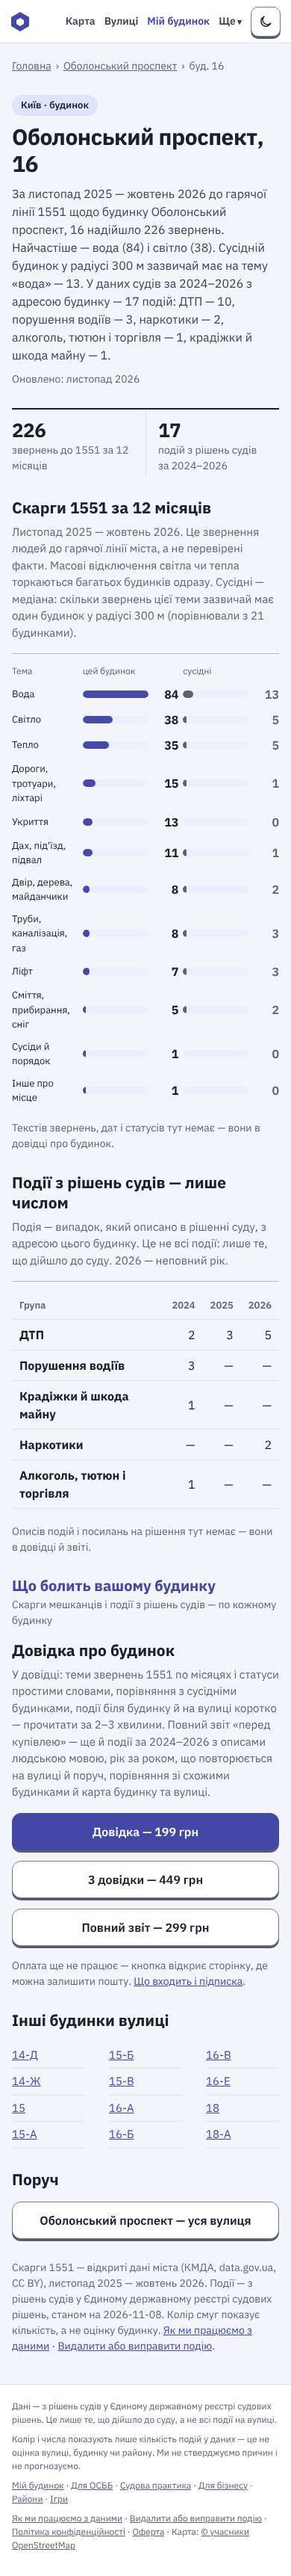 Карта Вулиці Мій будинок Ще ▾
Головна › Оболонський проспект › буд. 16
Київ · будинок
Оболонський проспект,
16
За листопад 2025 — жовтень 2026 до гарячої
лінії 1551 щодо будинку Оболонський
проспект, 16 надійшло 226 звернень.
Найчастіше — вода (84) і світло (38). Сусідній
будинок у радіусі 300 м зазвичай має на тему
«вода» — 13. У даних судів за 2024–2026 з
адресою будинку — 17 подій: ДТП — 10,
порушення водіїв — 3, наркотики — 2,
алкоголь, тютюн і торгівля — 1, крадіжки й
шкода майну — 1.
Оновлено: листопад 2026
226 17
звернень до 1551 за 12 подій з рішень судів
місяців за 2024–2026
Скарги 1551 за 12 місяців
Листопад 2025 — жовтень 2026. Це звернення
людей до гарячої лінії міста, а не перевірені
факти. Масові відключення світла чи тепла
торкаються багатьох будинків одразу. Сусідні —
медіана: скільки звернень цієї теми зазвичай має
один будинок у радіусі 300 м (порівнювали з 21
будинками).
Тема цей будинок сусідні
Вода 84 13
Світло 38 5
Тепло 35 5
Дороги,
тротуари, 15 1
ліхтарі
Укриття 13 0
Дах, під'їзд, 11 1
підвал
Двір, дерева, 8 2
майданчики
Труби,
каналізація, 8 3
газ
Ліфт 7 3
Сміття,
прибирання, 5 2
сніг
Сусіди й 1 0
порядок
Інше про 1 0
місце
Текстів звернень, дат і статусів тут немає — вони в
довідці про будинок.
Події з рішень судів — лише
числом
Подія — випадок, який описано в рішенні суду, з
адресою цього будинку. Це не всі події: лише те,
що дійшло до суду. 2026 — неповний рік.
Група 2024 2025 2026
ДТП 2 3 5
Порушення водіїв 3 — —
Крадіжки й шкода 1 — —
майну
Наркотики — — 2
Алкоголь, тютюн і 1 — —
торгівля
Описів подій і посилань на рішення тут немає — вони
в довідці й звіті.
Що болить вашому будинку
Скарги мешканців і події з рішень судів — по кожному
будинку
Довідка про будинок
У довідці: теми звернень 1551 по місяцях і статуси
простими словами, порівняння з сусідніми
будинками, події біля будинку й на вулиці коротко
— прочитати за 2–3 хвилини. Повний звіт «перед
купівлею» — ще й події за 2024–2026 з описами
людською мовою, рік за роком, що повторюється
на вулиці й поруч, порівняння зі схожими
будинками й карта будинку та вулиці.
Довідка — 199 грн
3 довідки — 449 грн
Повний звіт — 299 грн
Оплата ще не працює — кнопка відкриє сторінку, де
можна залишити пошту. Що входить і підписка.
Інші будинки вулиці
14-Д 15-Б 16-В
14-Ж 15-В 16-Е
15 16-А 18
15-А 16-Б 18-А
Поруч
Оболонський проспект — уся вулиця
Скарги 1551 — відкриті дані міста (КМДА, data.gov.ua,
CC BY), листопад 2025 — жовтень 2026. Події — з
рішень судів у Єдиному державному реєстрі судових
рішень, станом на 2026-11-08. Колір смуг показує
кількість, а не оцінку будинку. Як ми працюємо з
даними · Видалити або виправити подію.
Дані — з рішень судів у Єдиному державному реєстрі судових
рішень. Це лише те, що дійшло до суду, а не всі події на вулиці.
Колір і числа показують лише кількість подій у даних — це не
оцінка вулиці, будинку чи району. Ми не стверджуємо причин і
не прогнозуємо.
Мій будинок · Для ОСББ · Судова практика · Для бізнесу ·
Райони · Ігри
Як ми працюємо з даними · Видалити або виправити подію ·
Політика конфіденційності · Оферта · Карта: © учасники
OpenStreetMap